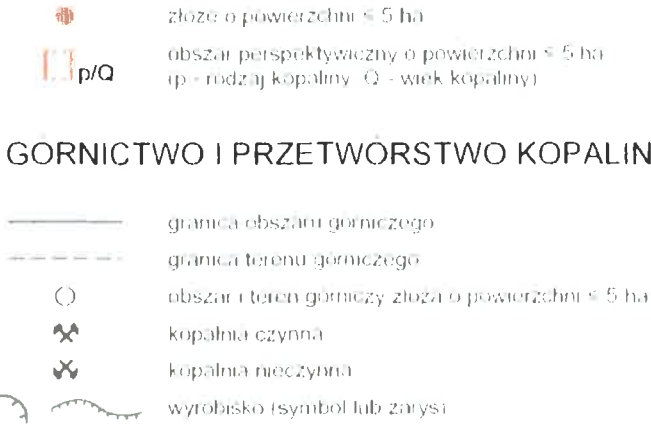 złoże o powierzchni ≤ 5 ha
p/Q
obszar perspektywiczny o powierzchni ≤ 5 ha
(p - rodzaj kopaliny, Q - wiek kopaliny)
GÓRNICTWO I PRZETWÓRSTWO KOPALIN
granica obszaru górniczego
granica terenu górniczego
obszar i teren górniczy złoża o powierzchni ≤ 5 ha
kopalnia czynna
kopalnia nieczynna
wyrobisko (symbol lub zarys)